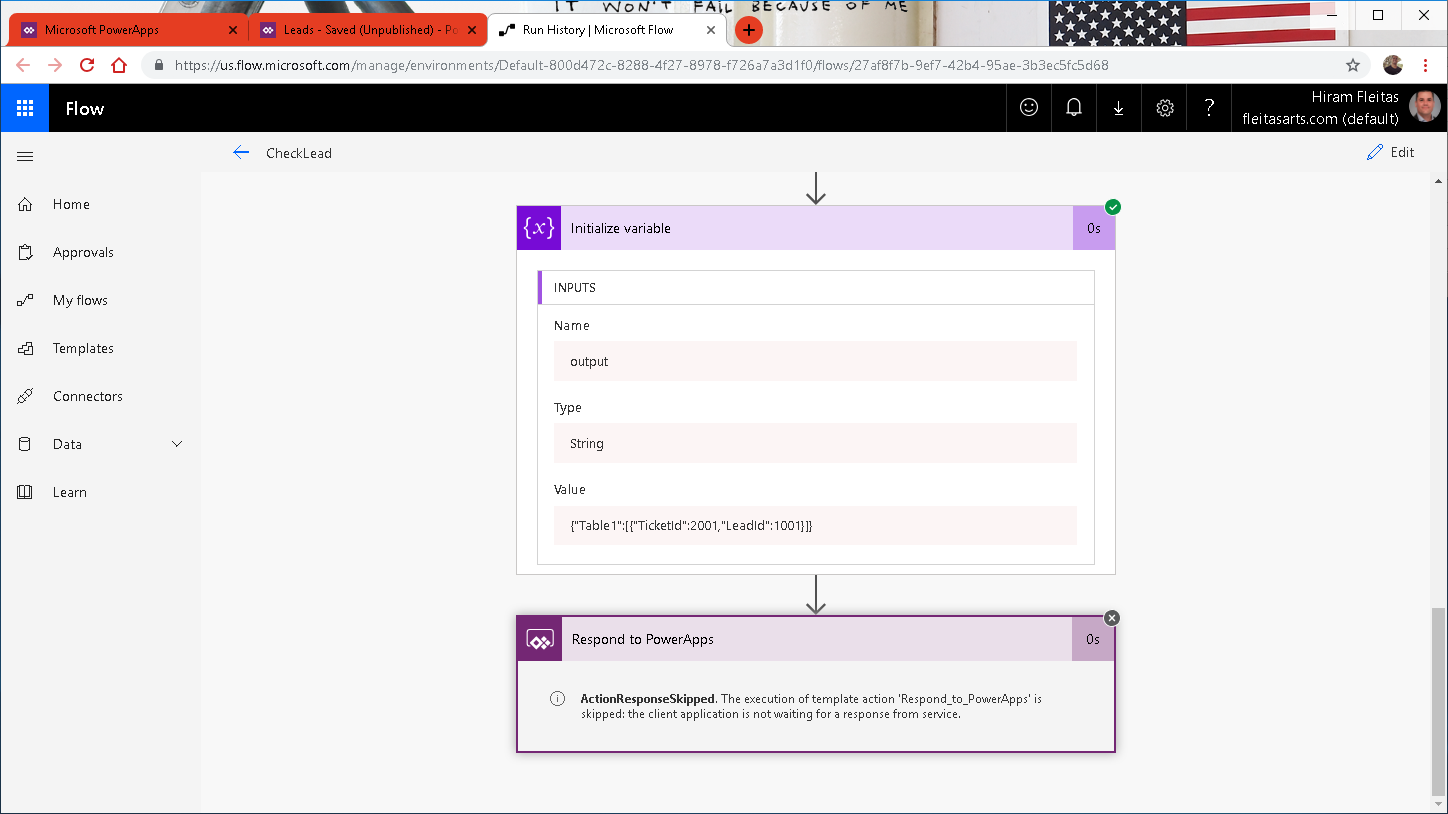 IT WON'T FAIL BECAUSE OF ME
Microsoft PowerApps
Leads - Saved (Unpublished) - Po
Run History | Microsoft Flow
https://us.flow.microsoft.com/manage/environments/Default-800d472c-8288-4f27-8978-f726a7a3d1f0/flows/27af8f7b-9ef7-42b4-95ae-3b3ec5fc5d68
Flow
?
Hiram Fleitas
fleitasarts.com (default)
CheckLead
Edit
Home
Approvals
My flows
Templates
Connectors
Data
Learn
{x} Initialize variable 0s
INPUTS
Name
output
Type
String
Value
{"Table1":[{"TicketId":2001,"LeadId":1001}]}
Respond to PowerApps 0s
ActionResponseSkipped. The execution of template action 'Respond_to_PowerApps' is
skipped: the client application is not waiting for a response from service.